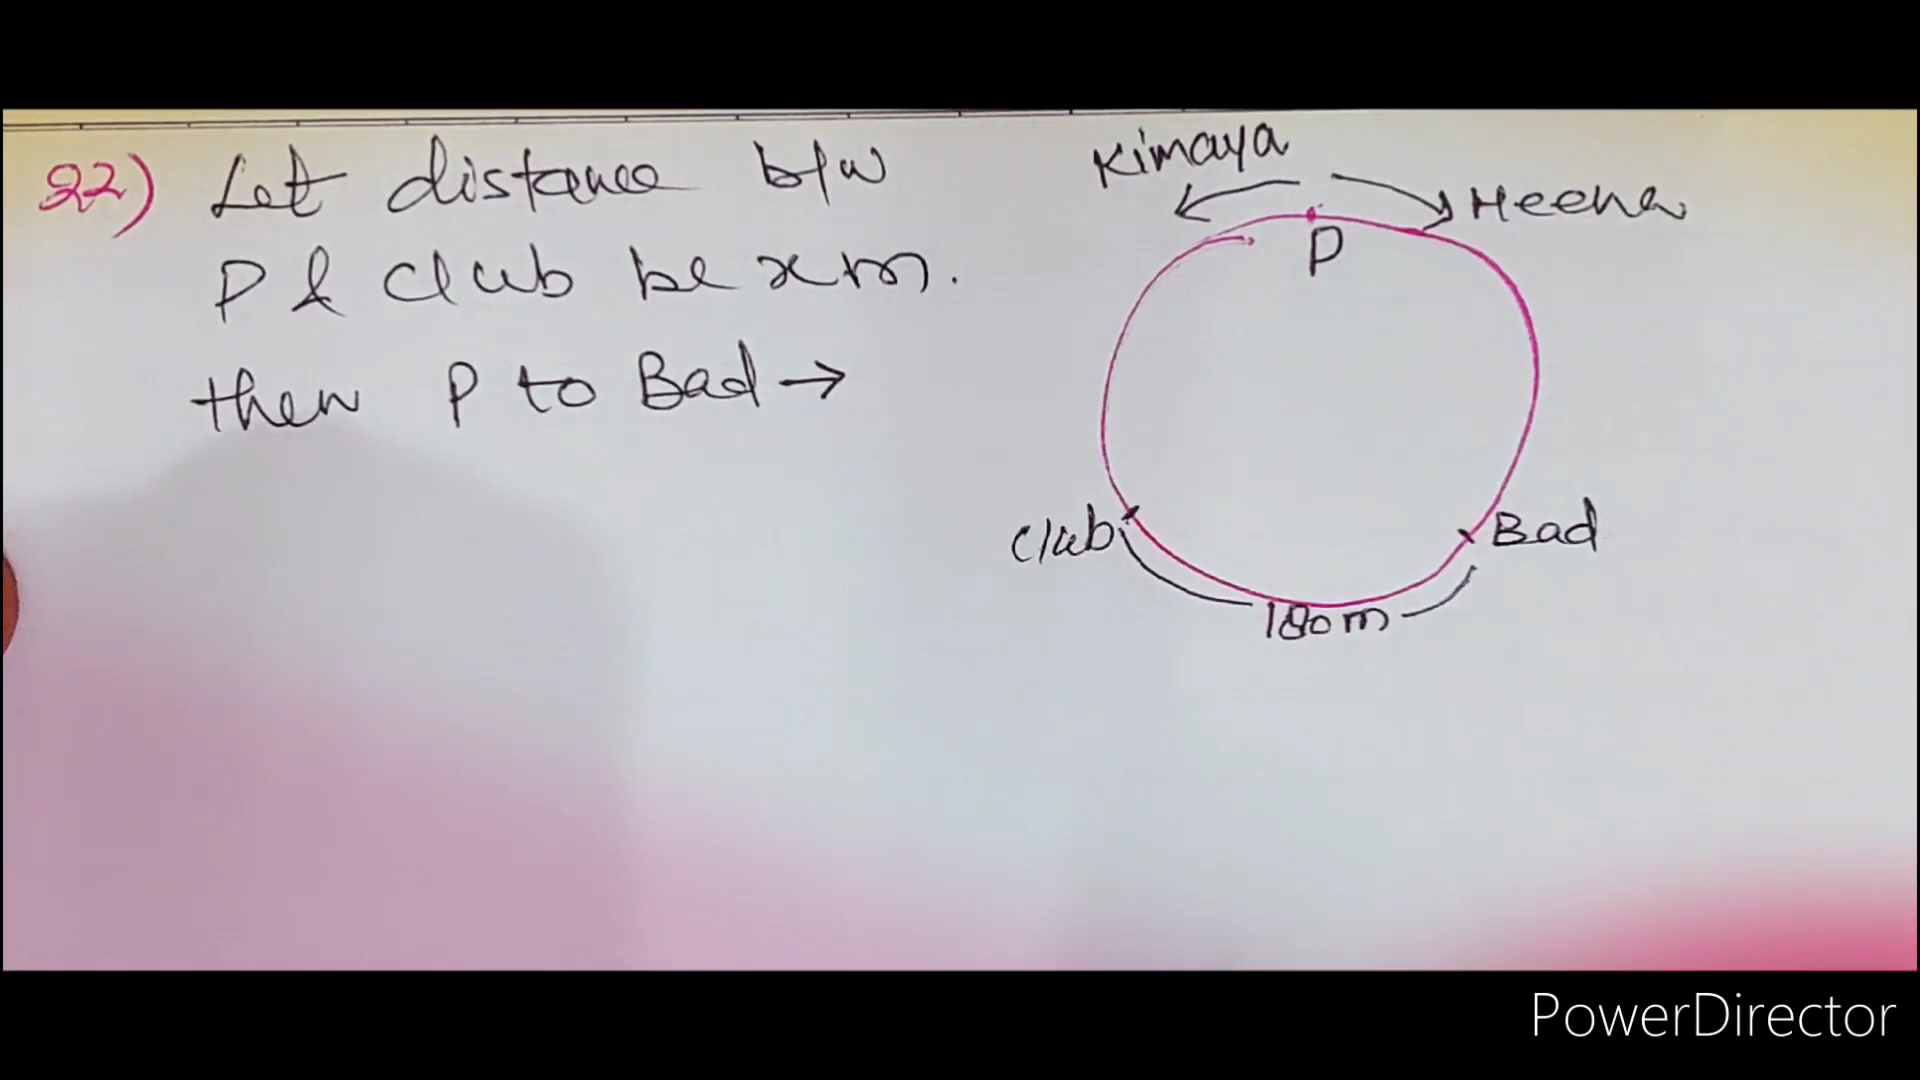 22) Let distance b/w
P & club be x m.
then P to Bad →
Kimaya
Heena
P
Club
Bad
180m
PowerDirector